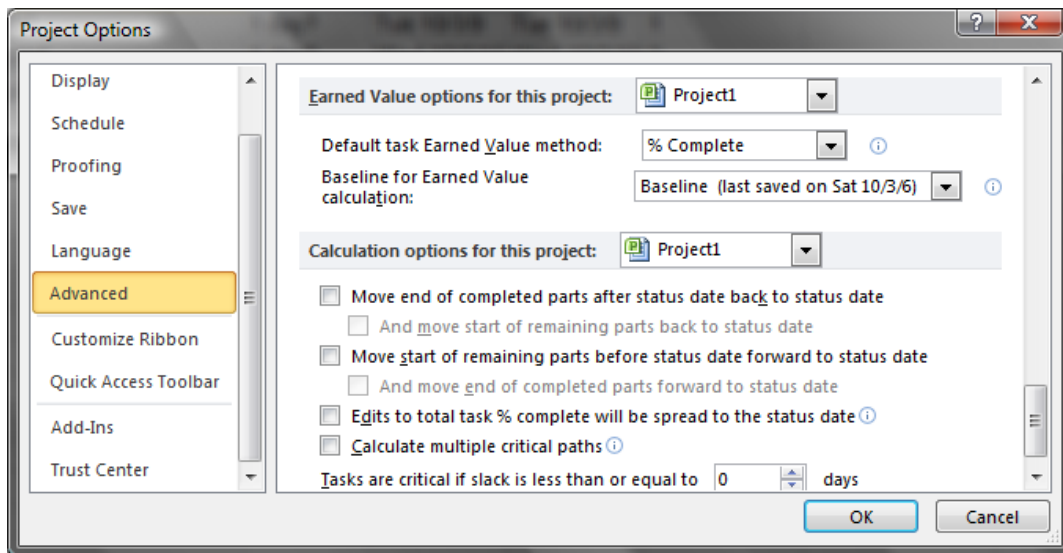 Project Options
Display
Schedule
Proofing
Save
Language
Advanced
Customize Ribbon
Quick Access Toolbar
Add-Ins
Trust Center
Earned Value options for this project: Project1
Default task Earned Value method: % Complete
Baseline for Earned Value
calculation: Baseline (last saved on Sat 10/3/6)
Calculation options for this project: Project1
Move end of completed parts after status date back to status date
And move start of remaining parts back to status date
Move start of remaining parts before status date forward to status date
And move end of completed parts forward to status date
Edits to total task % complete will be spread to the status date
Calculate multiple critical paths
Tasks are critical if slack is less than or equal to 0 days
OK Cancel